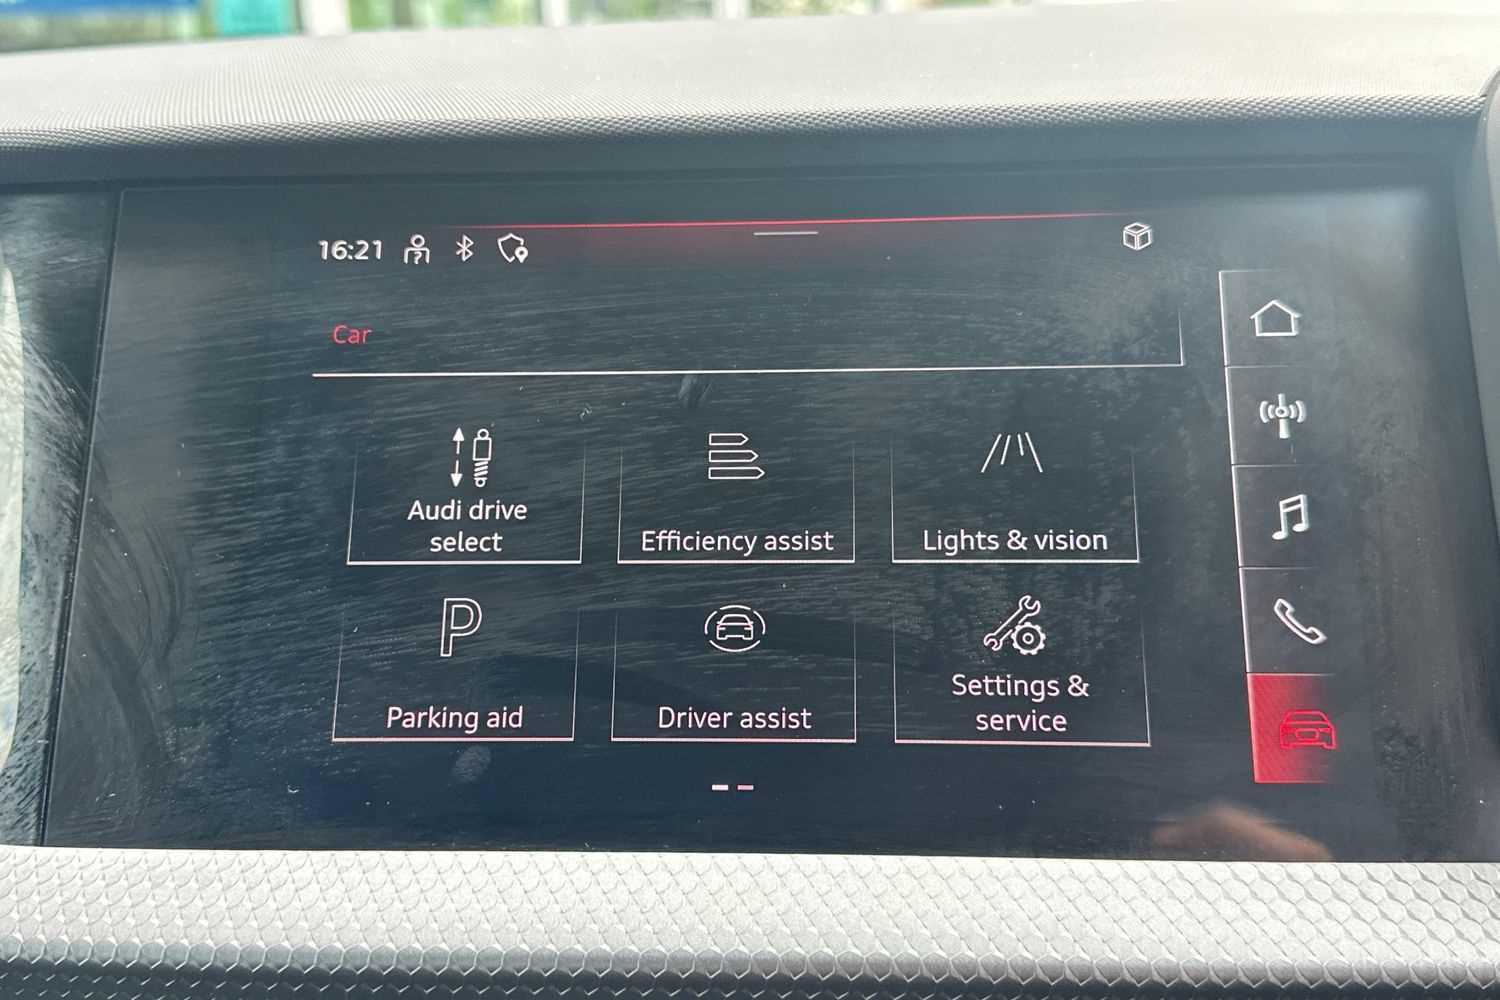 16:21
Car
Audi drive
select
Efficiency assist
Lights & vision
P
Parking aid
Driver assist
Settings &
service